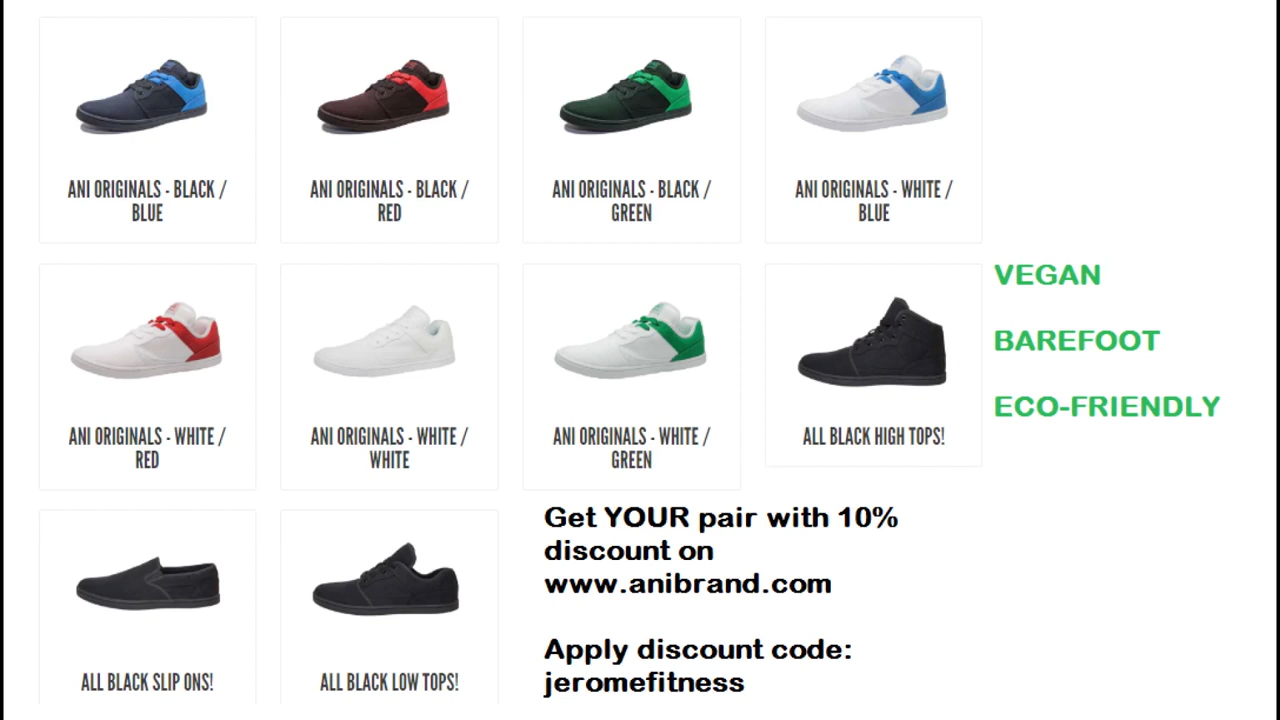 ANI ORIGINALS - BLACK /
BLUE
ANI ORIGINALS - BLACK /
RED
ANI ORIGINALS - BLACK /
GREEN
ANI ORIGINALS - WHITE /
BLUE
ANI ORIGINALS - WHITE /
RED
ANI ORIGINALS - WHITE /
WHITE
ANI ORIGINALS - WHITE /
GREEN
ALL BLACK HIGH TOPS!
VEGAN
BAREFOOT
ECO-FRIENDLY
ALL BLACK SLIP ONS!
ALL BLACK LOW TOPS!
Get YOUR pair with 10%
discount on
www.anibrand.com
Apply discount code:
jeromefitness